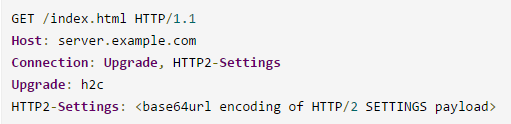 GET /index.html HTTP/1.1
Host: server.example.com
Connection: Upgrade, HTTP2-Settings
Upgrade: h2c
HTTP2-Settings: <base64url encoding of HTTP/2 SETTINGS payload>